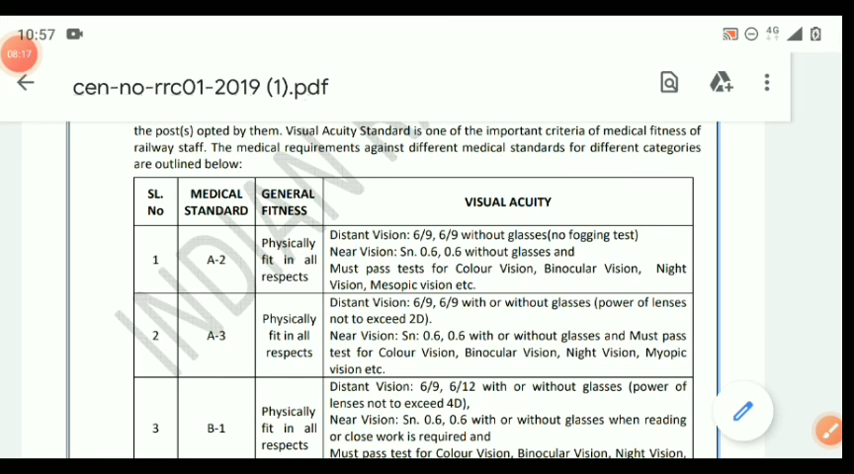 10:57
4G
08:17
cen-no-rrc01-2019 (1).pdf
the post(s) opted by them. Visual Acuity Standard is one of the important criteria of medical fitness of
railway staff. The medical requirements against different medical standards for different categories
are outlined below:
SL. No
MEDICAL STANDARD
GENERAL FITNESS
VISUAL ACUITY
1
A-2
Physically
fit in all
respects
Distant Vision: 6/9, 6/9 without glasses(no fogging test)
Near Vision: Sn. 0.6, 0.6 without glasses and
Must pass tests for Colour Vision, Binocular Vision, Night
Vision, Mesopic vision etc.
2
A-3
Physically
fit in all
respects
Distant Vision: 6/9, 6/9 with or without glasses (power of lenses
not to exceed 2D).
Near Vision: Sn: 0.6, 0.6 with or without glasses and Must pass
test for Colour Vision, Binocular Vision, Night Vision, Myopic
vision etc.
3
B-1
Physically
fit in all
respects
Distant Vision: 6/9, 6/12 with or without glasses (power of
lenses not to exceed 4D),
Near Vision: Sn. 0.6, 0.6 with or without glasses when reading
or close work is required and
Must pass test for Colour Vision, Binocular Vision, Night Vision,
INDIAN